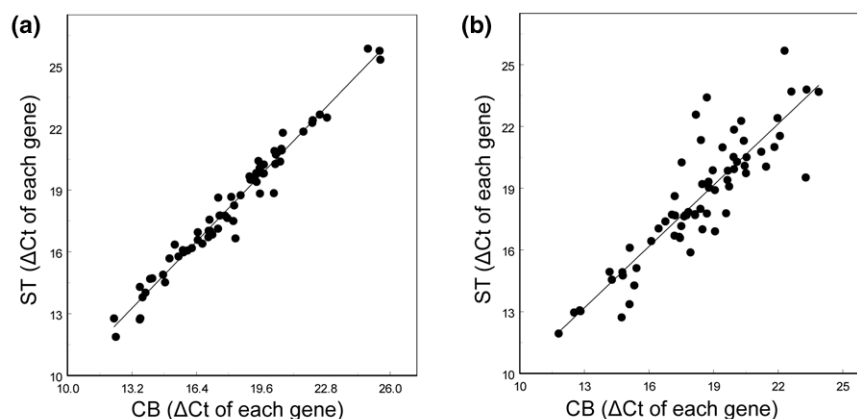 (a)
ST (ΔCt of each gene)
25
22
19
16
13
10
10.0 13.2 16.4 19.6 22.8 26.0
CB (ΔCt of each gene)
(b)
ST (ΔCt of each gene)
25
22
19
16
13
10
10 13 16 19 22 25
CB (ΔCt of each gene)